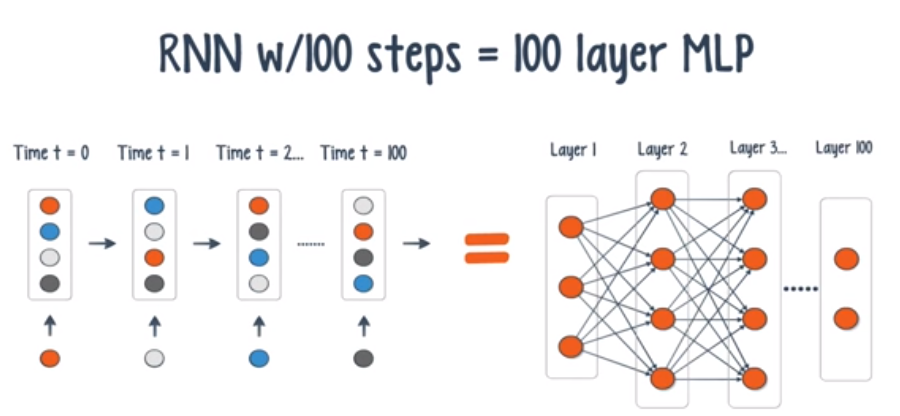 RNN w/100 steps = 100 layer MLP
Time t = 0
Time t = 1
Time t = 2...
Time t = 100
Layer 1
Layer 2
Layer 3...
Layer 100